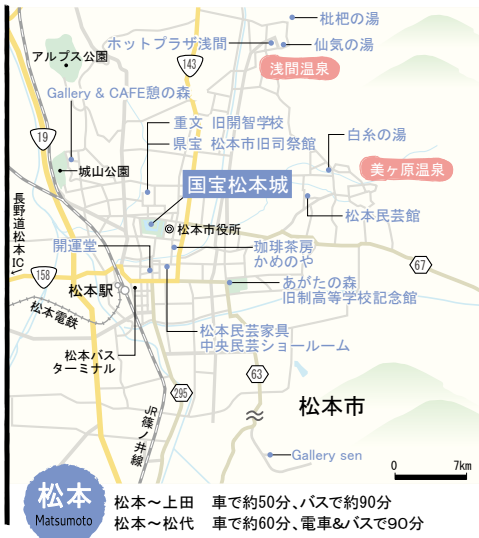 枇杷の湯
ホットプラザ浅間
仙気の湯
アルプス公園
143
浅間温泉
Gallery & CAFE憩の森
19
重文 旧開智学校
県宝 松本市旧司祭館
白糸の湯
城山公園
国宝松本城
美ヶ原温泉
長野道松本IC
松本市役所
松本民芸館
開運堂
珈琲茶房
かめのや
67
158
松本駅
あがたの森
旧制高等学校記念館
松本電鉄
松本民芸家具
中央民芸ショールーム
松本バス
ターミナル
63
295
JR篠ノ井線
松本市
Gallery sen
0 7km
松本
Matsumoto
松本～上田 車で約50分、バスで約90分
松本～松代 車で約60分、電車&バスで90分